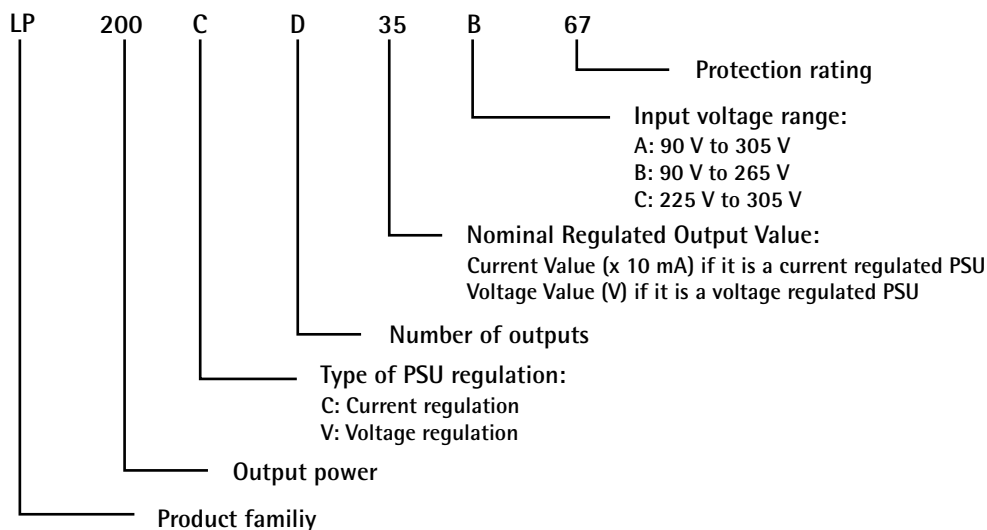 LP 200 C D 35 B 67
Protection rating
Input voltage range:
A: 90 V to 305 V
B: 90 V to 265 V
C: 225 V to 305 V
Nominal Regulated Output Value:
Current Value (x 10 mA) if it is a current regulated PSU
Voltage Value (V) if it is a voltage regulated PSU
Number of outputs
Type of PSU regulation:
C: Current regulation
V: Voltage regulation
Output power
Product familiy